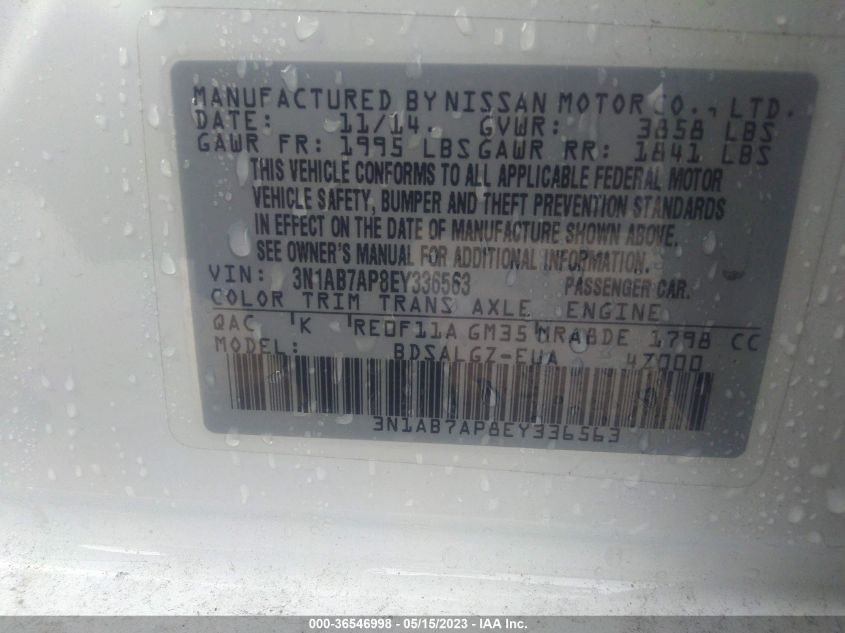 MANUFACTURED BY NISSAN MOTOR CO., LTD.
DATE: 11/14. GVWR: 3858 LBS
GAWR FR: 1995 LBS GAWR RR: 1841 LBS
THIS VEHICLE CONFORMS TO ALL APPLICABLE FEDERAL MOTOR
VEHICLE SAFETY, BUMPER AND THEFT PREVENTION STANDARDS
IN EFFECT ON THE DATE OF MANUFACTURE SHOWN ABOVE.
SEE OWNER'S MANUAL FOR ADDITIONAL INFORMATION.
VIN: 3N1AB7AP8EY336563 PASSENGER CAR.
COLOR TRIM TRANS AXLE ENGINE
QAC K RE0F11A GM35 MRA8DE 1798 CC
MODEL: BDSALGZ-EUA 47000
3N1AB7AP8EY336563
000-36546998 - 05/15/2023 - IAA Inc.